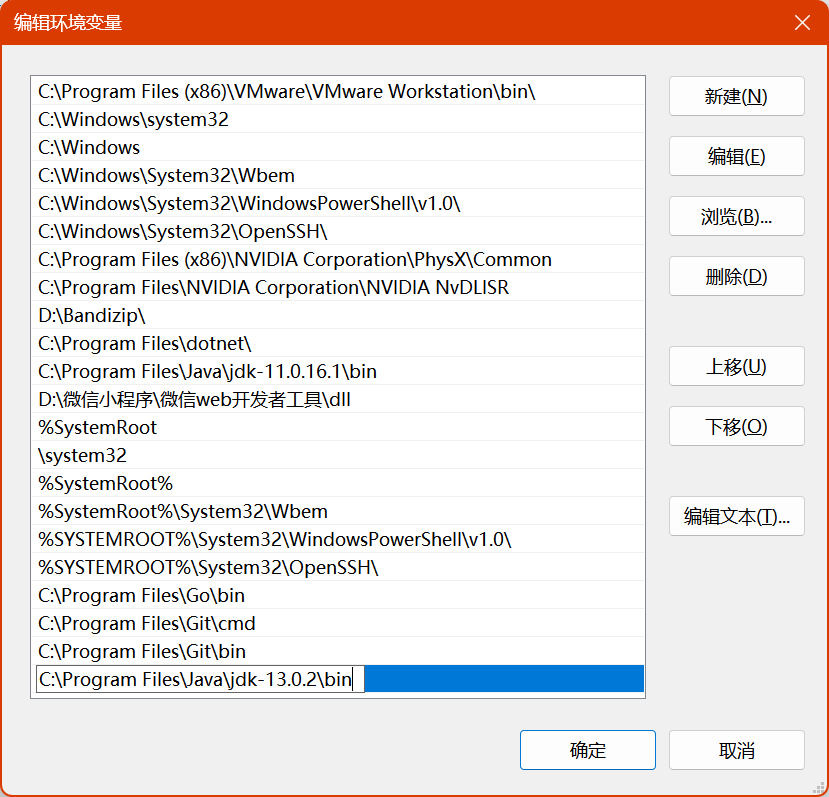 编辑环境变量
C:\Program Files (x86)\VMware\VMware Workstation\bin\
C:\Windows\system32
C:\Windows
C:\Windows\System32\Wbem
C:\Windows\System32\WindowsPowerShell\v1.0\
C:\Windows\System32\OpenSSH\
C:\Program Files (x86)\NVIDIA Corporation\PhysX\Common
C:\Program Files\NVIDIA Corporation\NVIDIA NvDLISR
D:\Bandizip\
C:\Program Files\dotnet\
C:\Program Files\Java\jdk-11.0.16.1\bin
D:\微信小程序\微信web开发者工具\dll
%SystemRoot
\system32
%SystemRoot%
%SystemRoot%\System32\Wbem
%SYSTEMROOT%\System32\WindowsPowerShell\v1.0\
%SYSTEMROOT%\System32\OpenSSH\
C:\Program Files\Go\bin
C:\Program Files\Git\cmd
C:\Program Files\Git\bin
C:\Program Files\Java\jdk-13.0.2\bin
新建(N)
编辑(E)
浏览(B)...
删除(D)
上移(U)
下移(O)
编辑文本(T)...
确定
取消